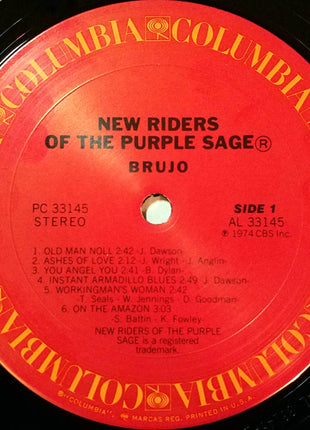 COLUMBIA COLUMBIA
NEW RIDERS
OF THE PURPLE SAGE®
BRUJO
PC 33145
STEREO
SIDE 1
AL 33145
℗ 1974 CBS Inc.
1. OLD MAN NOLL 2:42 -J. Dawson-
2. ASHES OF LOVE 2:12 -J. Wright - J. Anglin-
3. YOU ANGEL YOU 2:41 -B. Dylan-
4. INSTANT ARMADILLO BLUES 2:49 -J. Dawson-
5. WORKINGMAN'S WOMAN 2:20
-T. Seals - W. Jennings - D. Goodman-
6. ON THE AMAZON 3:03
-S. Battin - K. Fowley-
NEW RIDERS OF THE PURPLE
SAGE is a registered
trademark.
COLUMBIA COLUMBIA
® "COLUMBIA", MARCAS REG. PRINTED IN U.S.A.